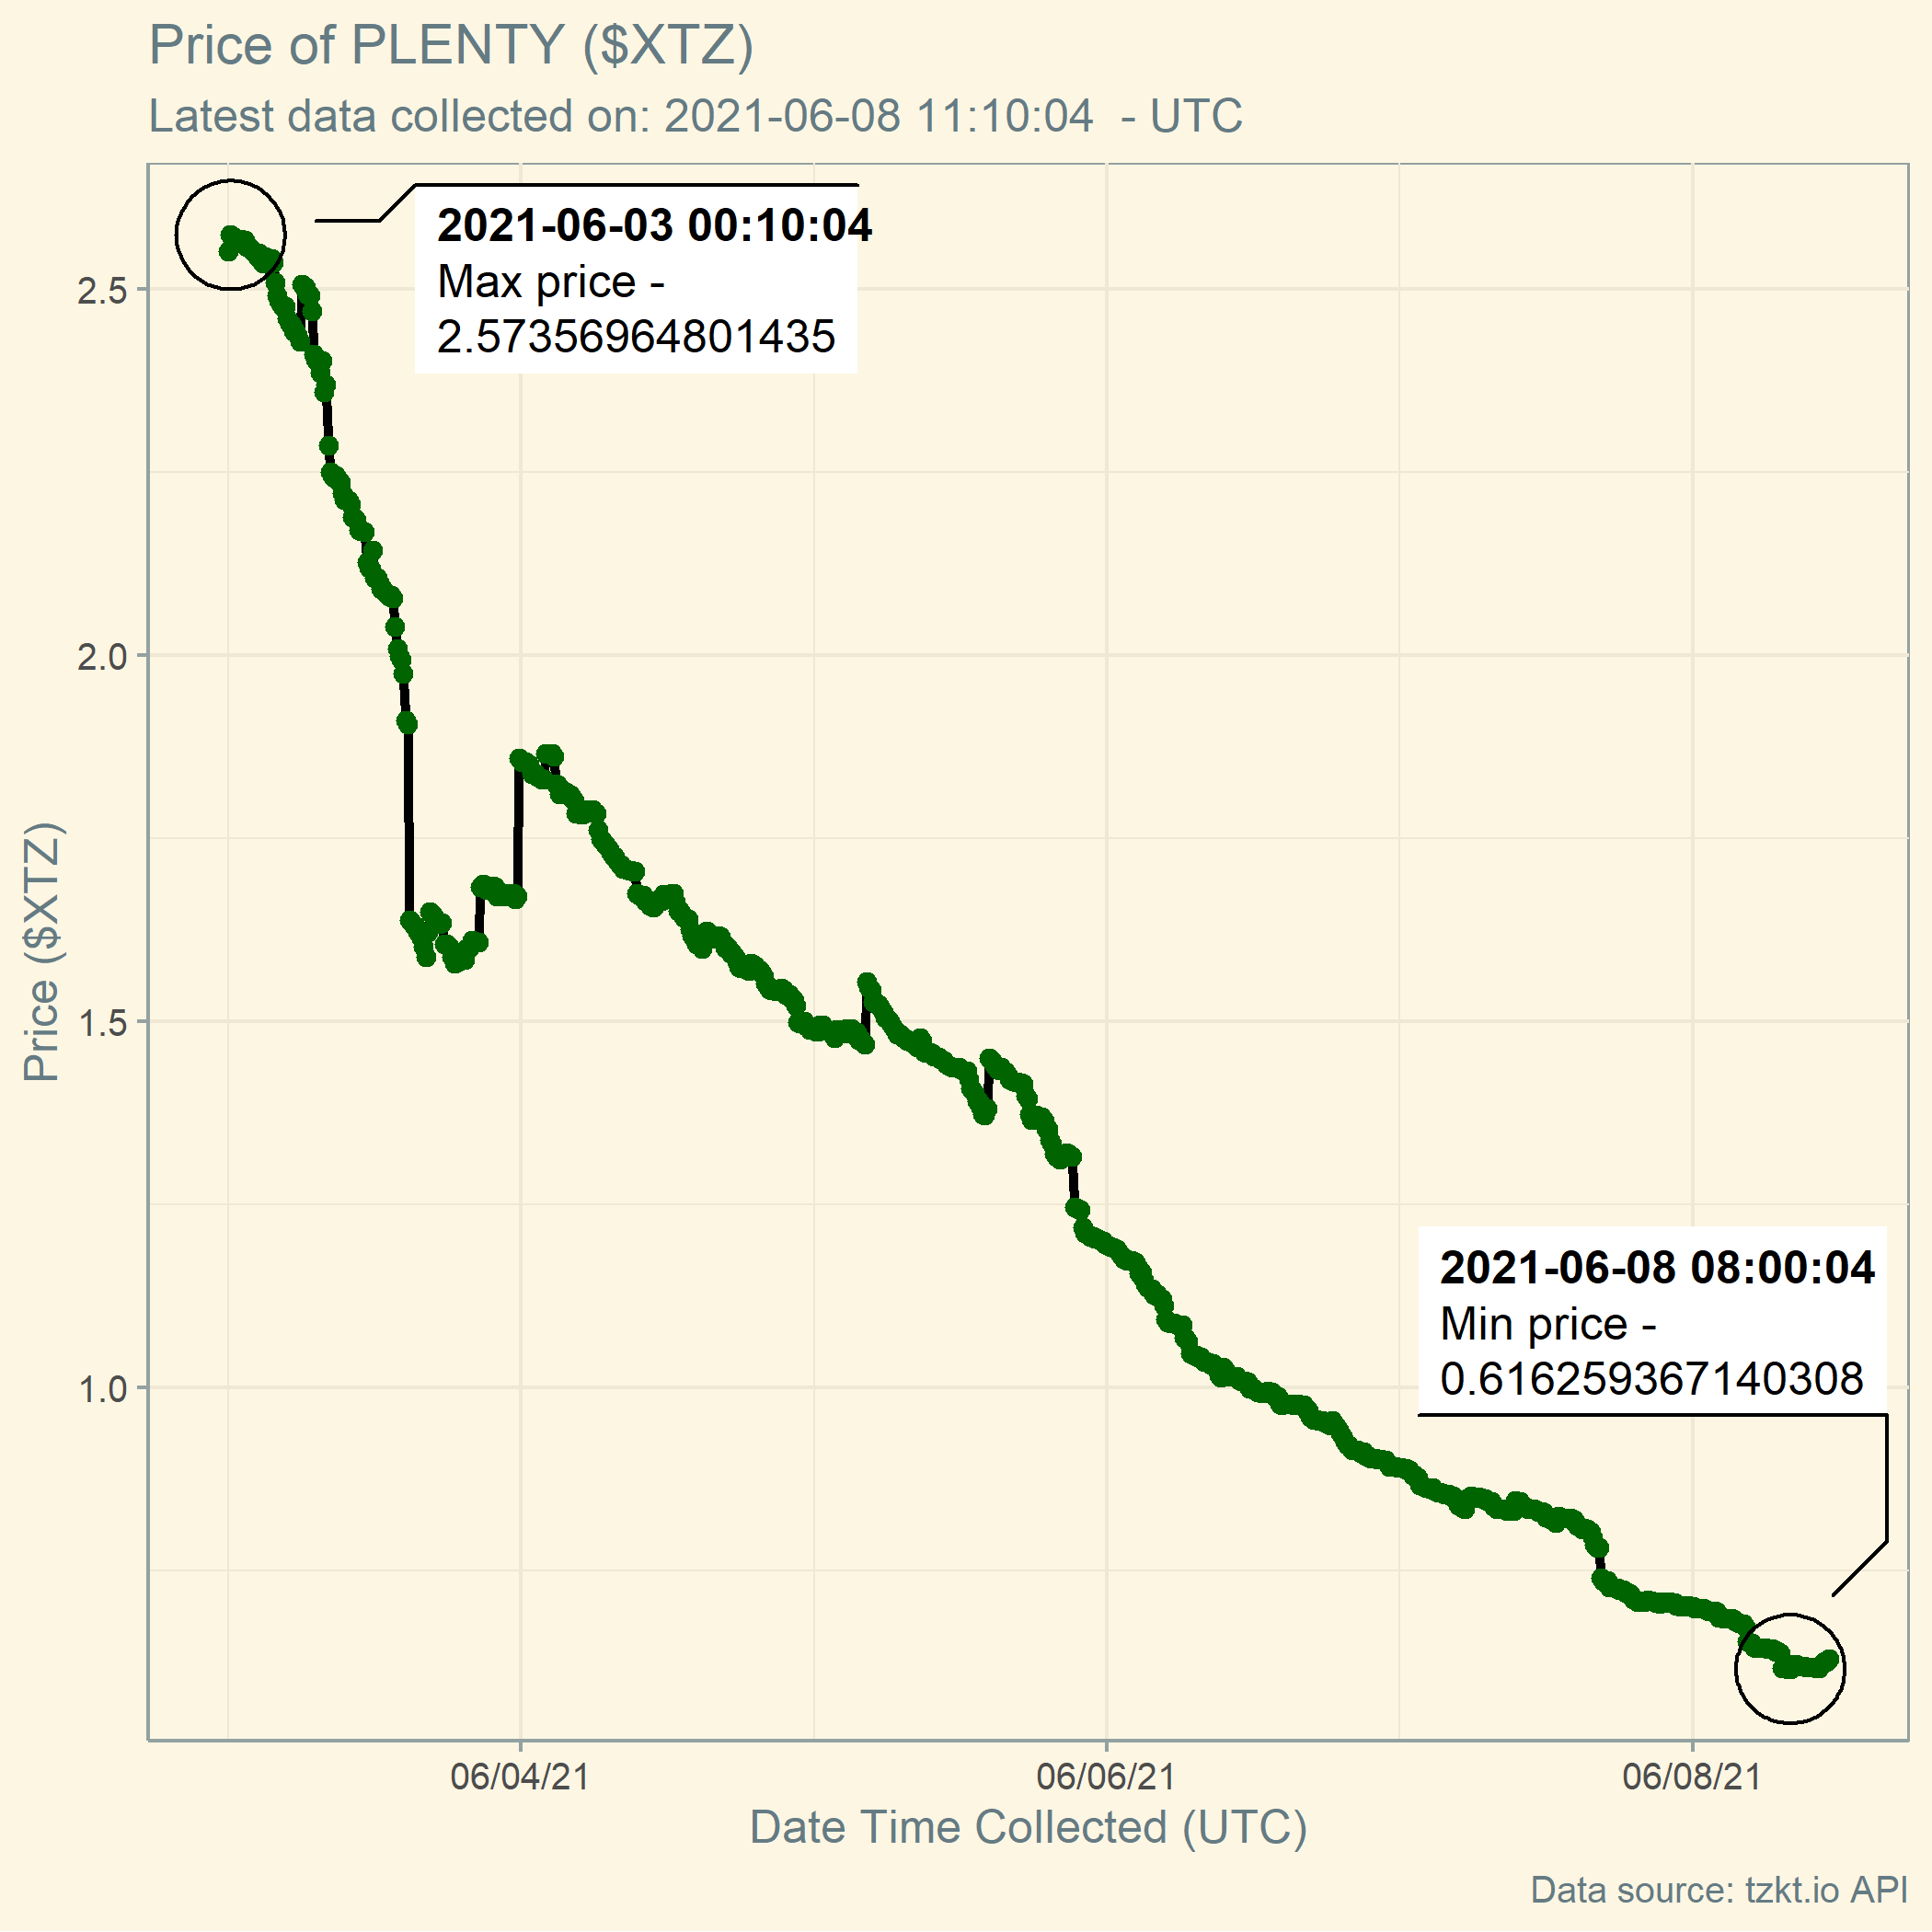 Price of PLENTY ($XTZ)
Latest data collected on: 2021-06-08 11:10:04  - UTC
2021-06-03 00:10:04
Max price -
2.57356964801435
2.5
2.0
1.5
1.0
Price ($XTZ)
2021-06-08 08:00:04
Min price -
0.616259367140308
06/04/21
06/06/21
06/08/21
Date Time Collected (UTC)
Data source: tzkt.io API